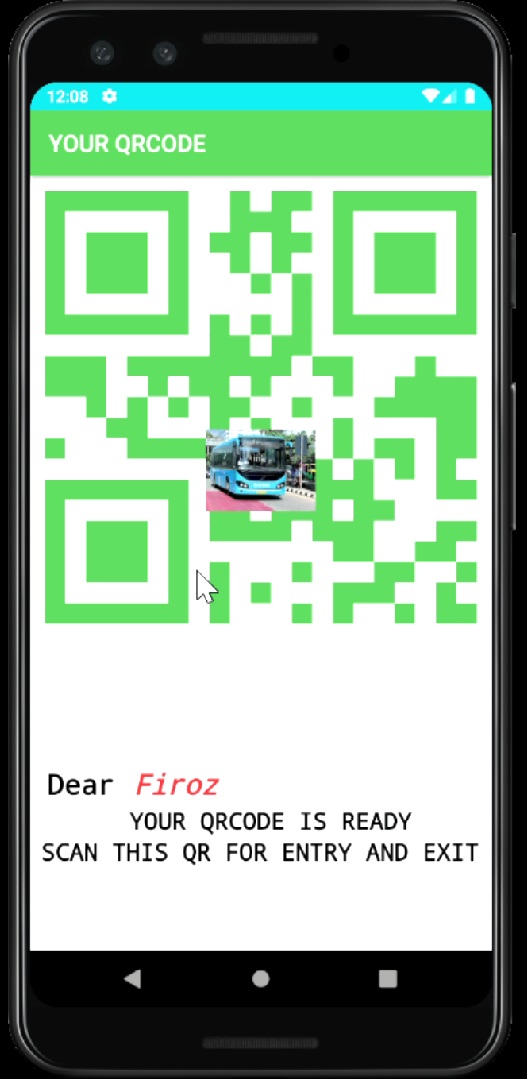 12:08
YOUR QRCODE
Dear Firoz
YOUR QRCODE IS READY
SCAN THIS QR FOR ENTRY AND EXIT